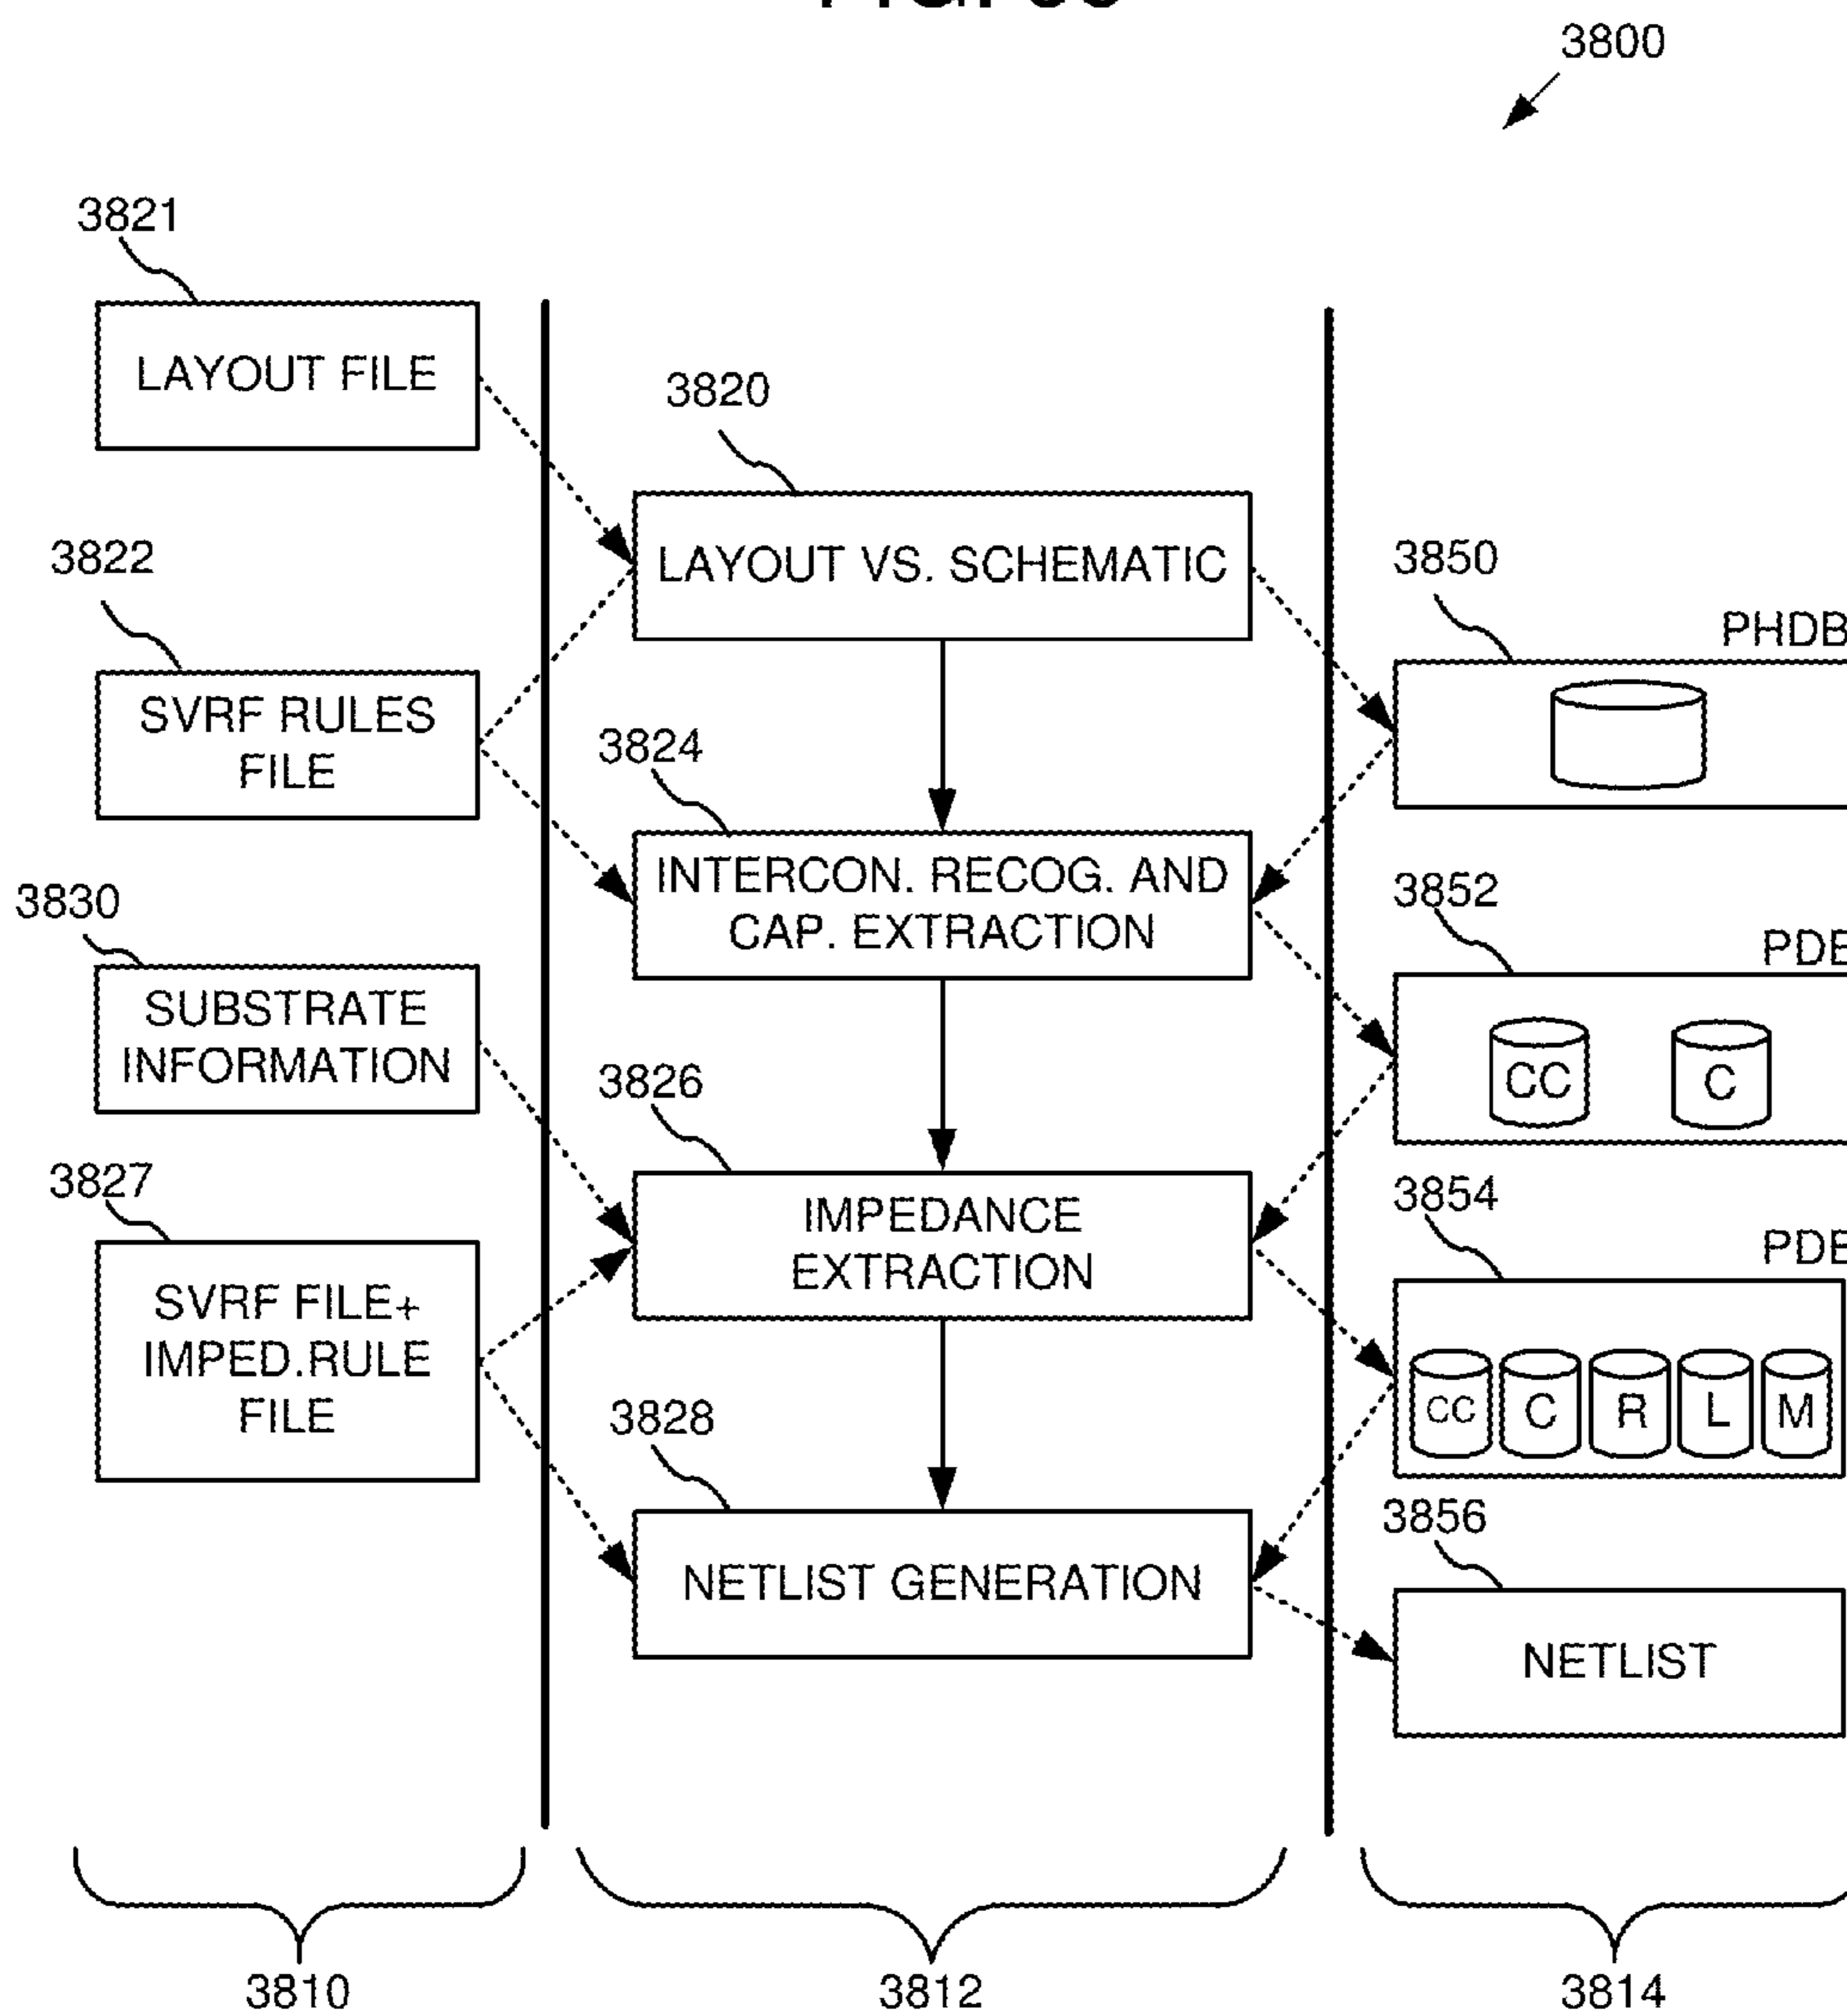 3800
3821
LAYOUT FILE
3820
LAYOUT VS. SCHEMATIC
3822
SVRF RULES
FILE
3850
PHDB
3824
INTERCON. RECOG. AND
CAP. EXTRACTION
3830
SUBSTRATE
INFORMATION
3852
CC
C
3826
IMPEDANCE
EXTRACTION
3827
SVRF FILE+
IMPED.RULE
FILE
3854
CC
C
R
L
M
3828
NETLIST GENERATION
3856
NETLIST
3810
3812
3814